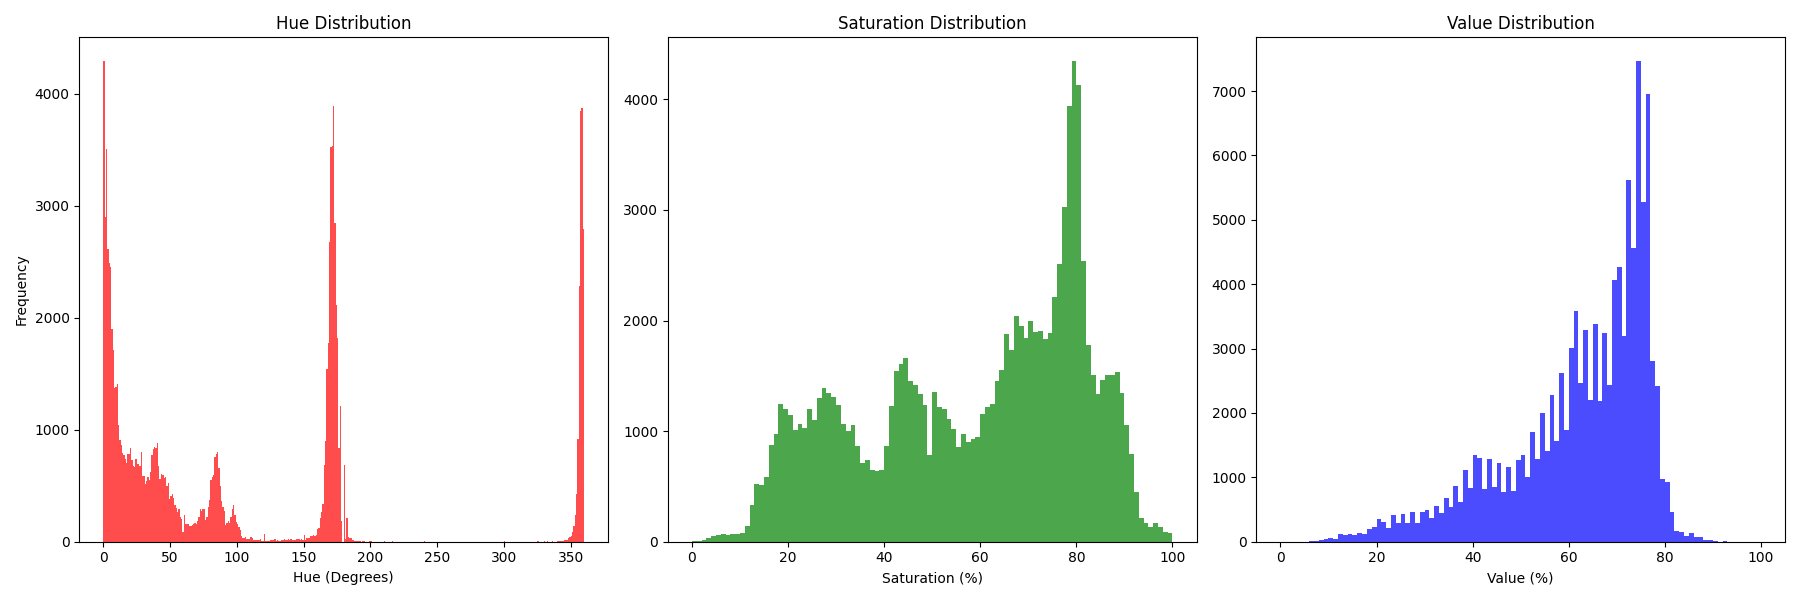 Hue Distribution
Saturation Distribution
Value Distribution
Frequency
4000
3000
2000
1000
0
0 50 100 150 200 250 300 350
Hue (Degrees)
4000
3000
2000
1000
0
0 20 40 60 80 100
Saturation (%)
7000
6000
5000
4000
3000
2000
1000
0
0 20 40 60 80 100
Value (%)